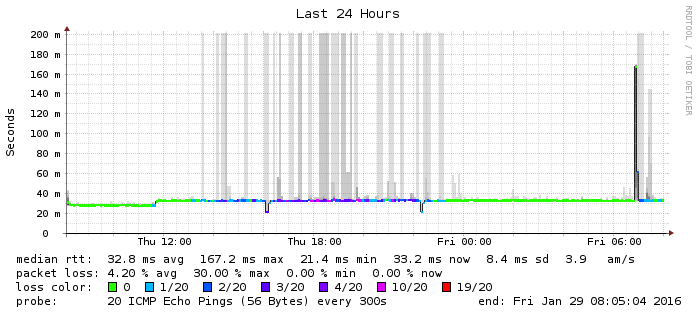 Last 24 Hours
RRDTOOL / TOBI OETIKER
Seconds
200 m
180 m
160 m
140 m
120 m
100 m
80 m
60 m
40 m
20 m
0
Thu 12:00 Thu 18:00 Fri 00:00 Fri 06:00
median rtt: 32.8 ms avg 167.2 ms max 21.4 ms min 33.2 ms now 8.4 ms sd 3.9 am/s
packet loss: 4.20 % avg 30.00 % max 0.00 % min 0.00 % now
loss color: 0 1/20 2/20 3/20 4/20 10/20 19/20
probe: 20 ICMP Echo Pings (56 Bytes) every 300s end: Fri Jan 29 08:05:04 2016